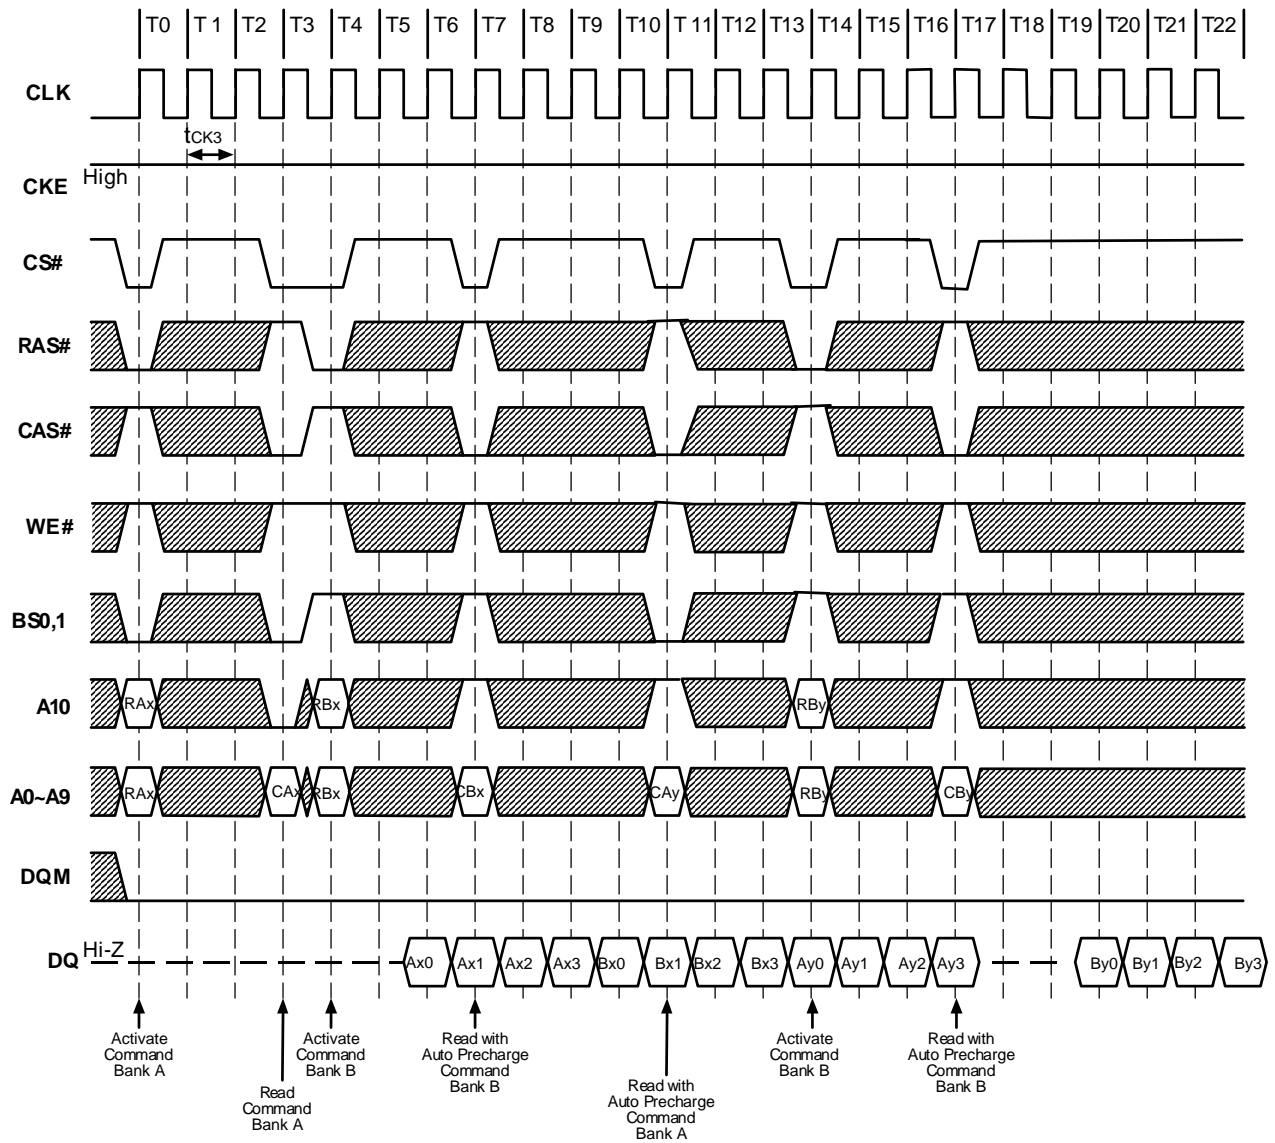 T0 T 1 T2 T3 T4 T5 T6 T7 T8 T9 T10 T 11 T12 T13 T14 T15 T16 T17 T18 T19 T20 T21 T22
CLK
tCK3
CKE High
CS#
RAS#
CAS#
WE#
BS0,1
A10 RAx RBx RBy
A0~A9 RAx CAx RBx CBx CAy RBy CBy
DQM
DQ Hi-Z Ax0 Ax1 Ax2 Ax3 Bx0 Bx1 Bx2 Bx3 Ay0 Ay1 Ay2 Ay3 By0 By1 By2 By3
Activate
Command
Bank A
Read
Command
Bank A
Activate
Command
Bank B
Read with
Auto Precharge
Command
Bank B
Read with
Auto Precharge
Command
Bank A
Activate
Command
Bank B
Read with
Auto Precharge
Command
Bank B